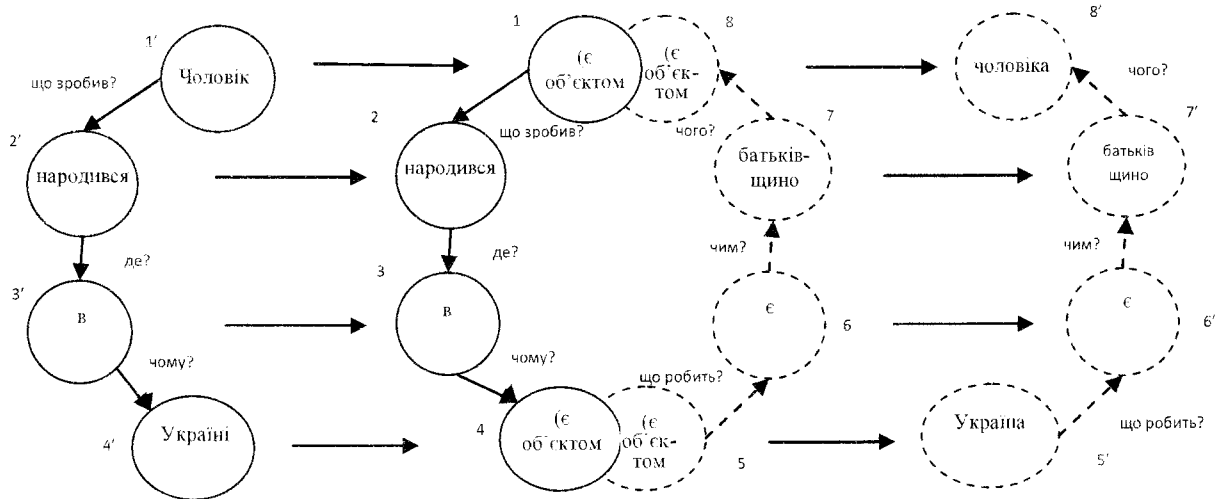 1'
Чоловік
що зробив?
2'
народився
де?
3'
в
чому?
4'
Україні
1
(є
об'єктом
8
(є
об'єк-
том
що зробив?
чого?
2
народився
7
батьків-
щино
де?
чим?
3
в
є
6
чому?
що робить?
4
(є
об'єктом
(є
об'єк-
том
5
8'
чоловіка
чого?
7'
батьків
щино
чим?
є
6'
Україна
що робить?
5'